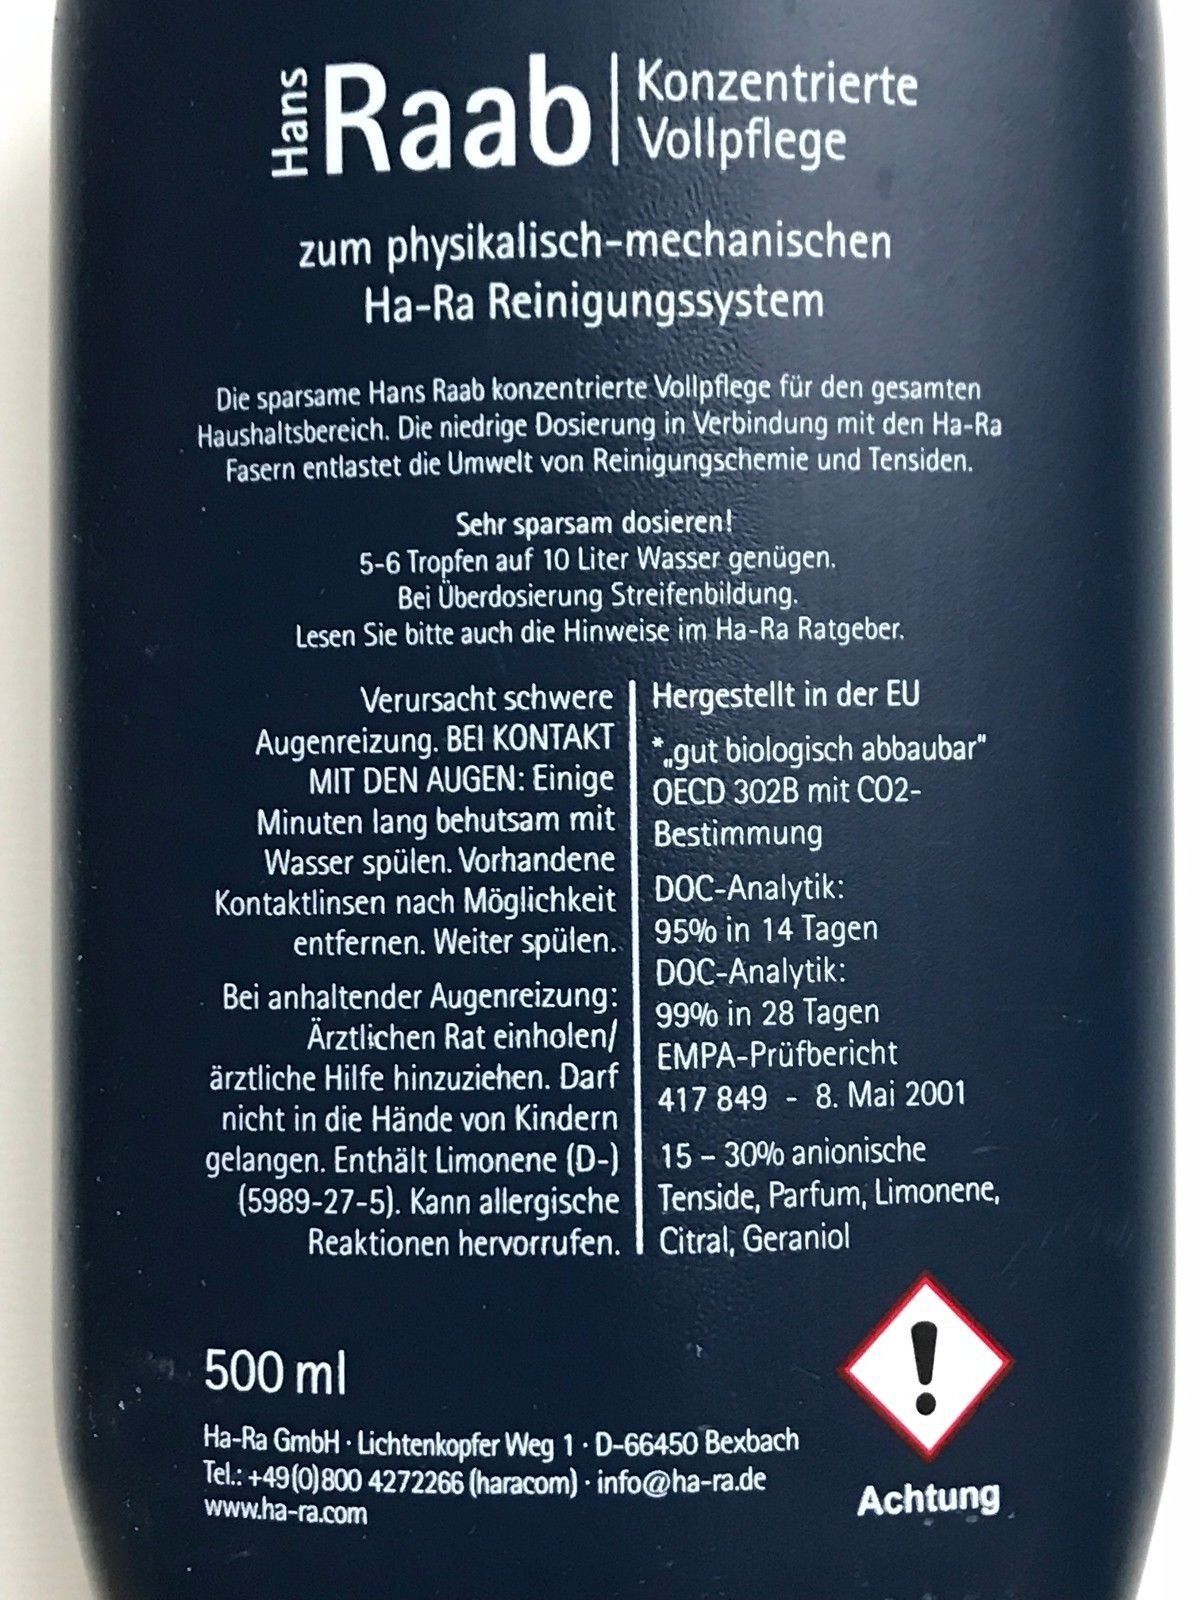 Hans Raab | Konzentrierte
Vollpflege
zum physikalisch-mechanischen
Ha-Ra Reinigungssystem
Die sparsame Hans Raab konzentrierte Vollpflege für den gesamten
Haushaltsbereich. Die niedrige Dosierung in Verbindung mit den Ha-Ra
Fasern entlastet die Umwelt von Reinigungschemie und Tensiden.
Sehr sparsam dosieren!
5-6 Tropfen auf 10 Liter Wasser genügen.
Bei Überdosierung Streifenbildung.
Lesen Sie bitte auch die Hinweise im Ha-Ra Ratgeber.
Verursacht schwere
Augenreizung. BEI KONTAKT
MIT DEN AUGEN: Einige
Minuten lang behutsam mit
Wasser spülen. Vorhandene
Kontaktlinsen nach Möglichkeit
entfernen. Weiter spülen.
Bei anhaltender Augenreizung:
Ärztlichen Rat einholen/
ärztliche Hilfe hinzuziehen. Darf
nicht in die Hände von Kindern
gelangen. Enthält Limonene (D-)
(5989-27-5). Kann allergische
Reaktionen hervorrufen.
Hergestellt in der EU
*„gut biologisch abbaubar"
OECD 302B mit CO2-
Bestimmung
DOC-Analytik:
95% in 14 Tagen
DOC-Analytik:
99% in 28 Tagen
EMPA-Prüfbericht
417 849 - 8. Mai 2001
15 – 30% anionische
Tenside, Parfum, Limonene,
Citral, Geraniol
500 ml
Ha-Ra GmbH · Lichtenkopfer Weg 1 · D-66450 Bexbach
Tel.: +49(0)800 4272266 (haracom) · info@ha-ra.de
www.ha-ra.com
!
Achtung